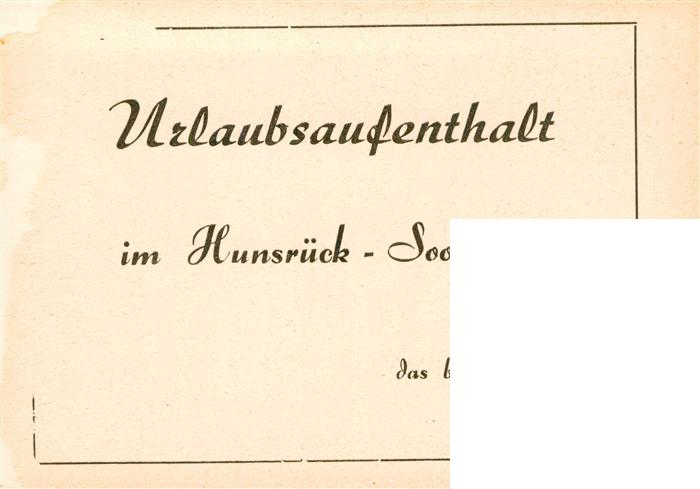 Urlaubsaufenthalt
im Hunsrück -
das